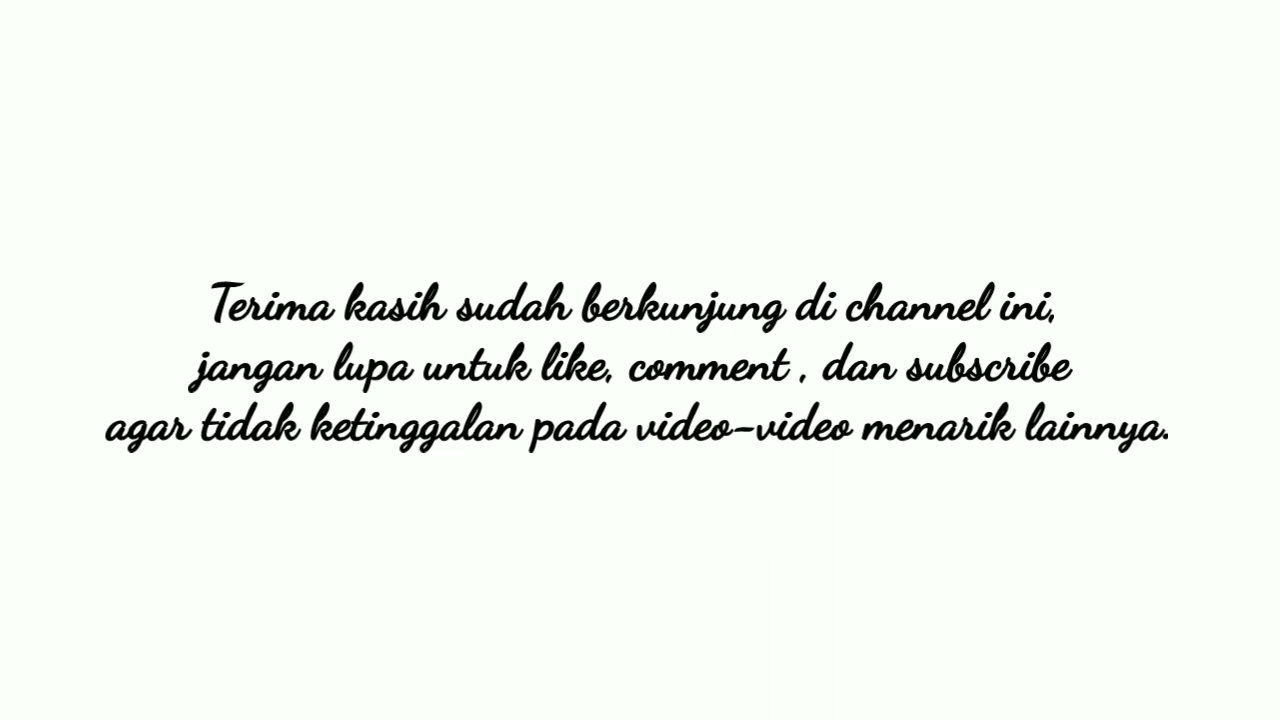 Terima kasih sudah berkunjung di channel ini,
jangan lupa untuk like, comment , dan subscribe
agar tidak ketinggalan pada video-video menarik lainnya.